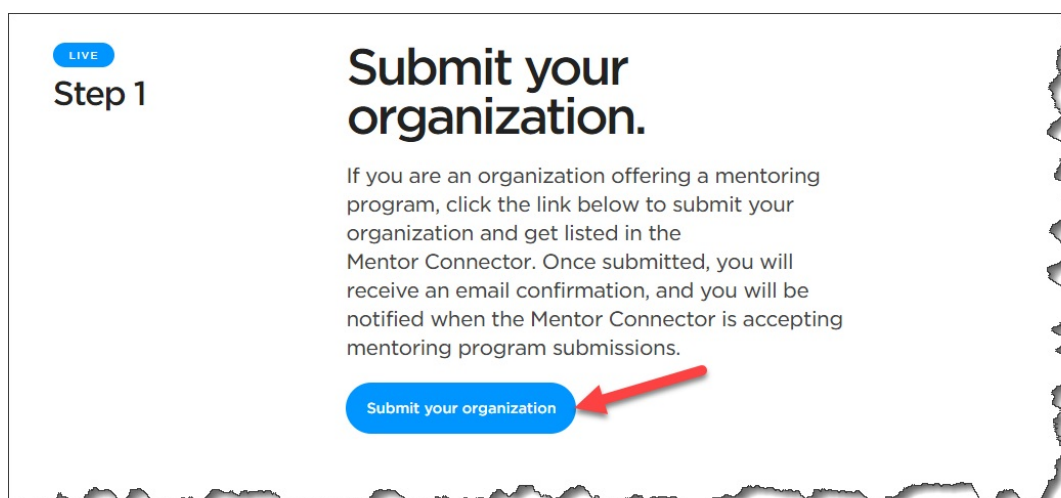 LIVE
Step 1
Submit your
organization.
If you are an organization offering a mentoring
program, click the link below to submit your
organization and get listed in the
Mentor Connector. Once submitted, you will
receive an email confirmation, and you will be
notified when the Mentor Connector is accepting
mentoring program submissions.
Submit your organization